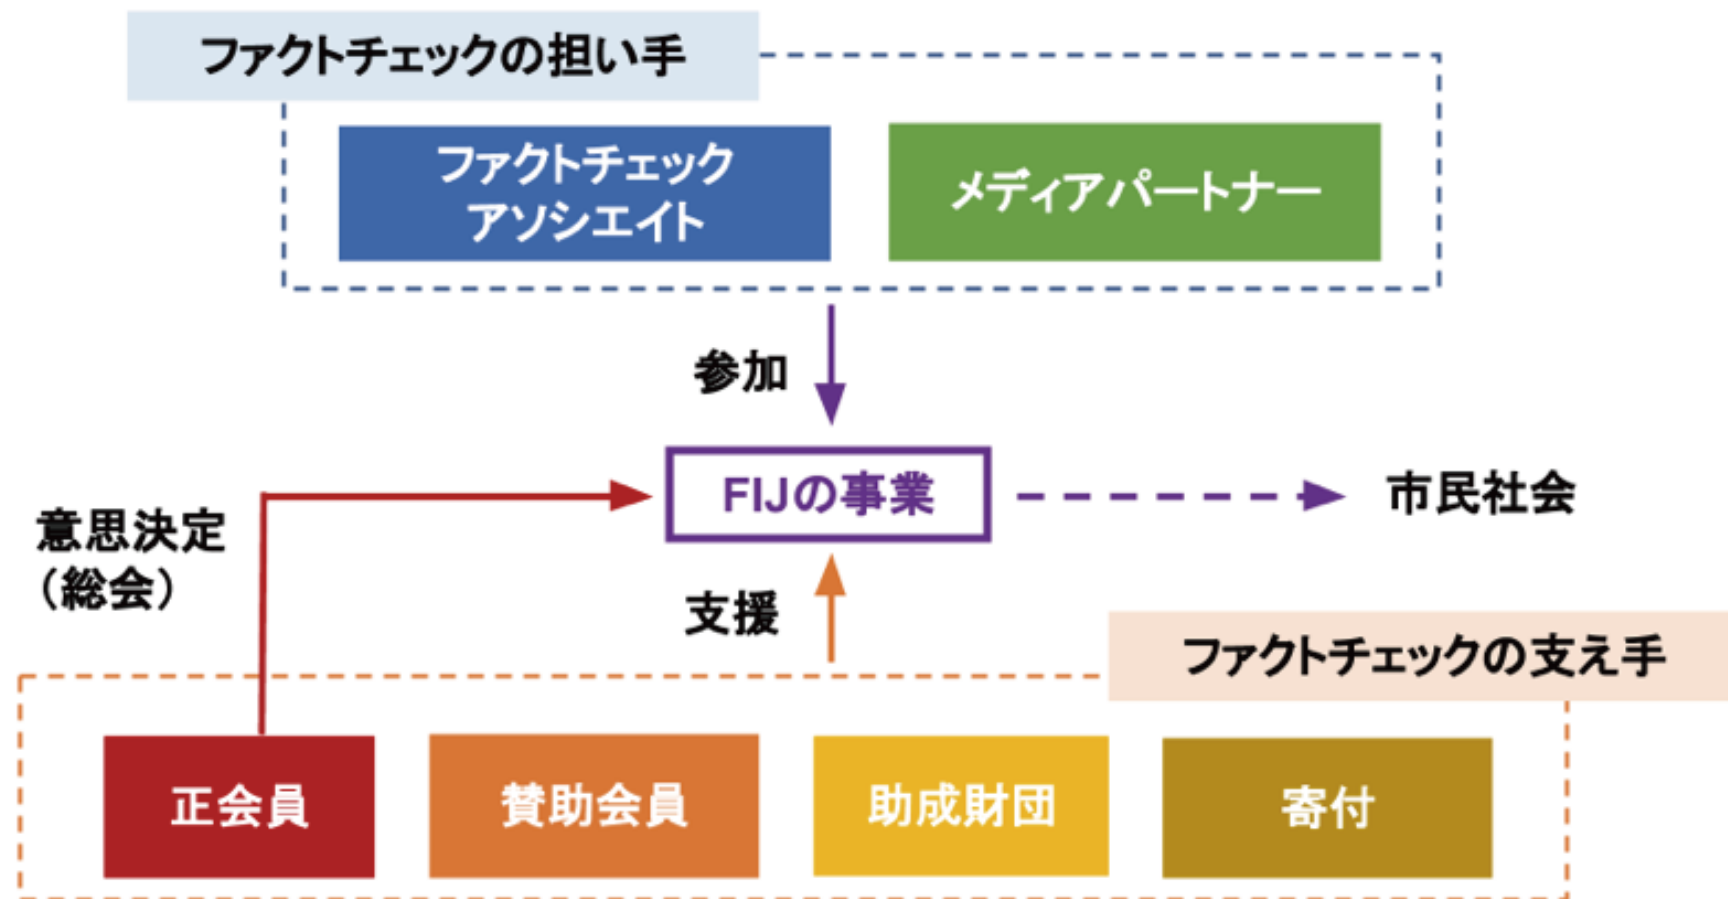 ファクトチェックの担い手
ファクトチェック
アソシエイト
メディアパートナー
参加
FIJの事業
市民社会
意思決定
（総会）
支援
ファクトチェックの支え手
正会員
賛助会員
助成財団
寄付